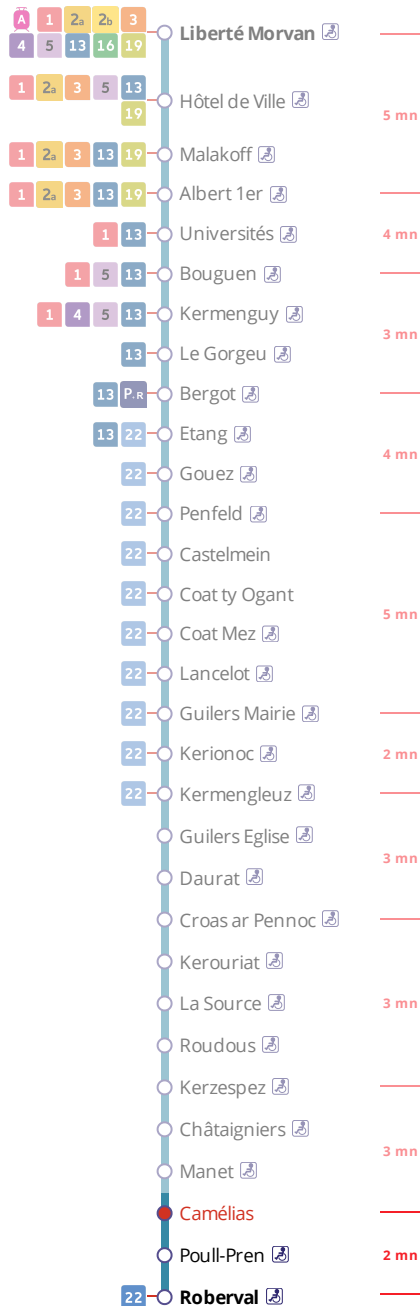 A 1 2a 2b 3
4 5 13 16 19
Liberté Morvan
1 2a 3 5 13
19
Hôtel de Ville
5 mn
1 2a 3 13 19 Malakoff
1 2a 3 13 19 Albert 1er
1 13 Universités 4 mn
1 5 13 Bouguen
1 4 5 13 Kermenguy
3 mn
13 Le Gorgeu
13 P+R Bergot
13 22 Etang
4 mn
22 Gouez
22 Penfeld
22 Castelmein
22 Coat ty Ogant
5 mn
22 Coat Mez
22 Lancelot
22 Guilers Mairie
22 Kerionoc 2 mn
22 Kermengleuz
Guilers Eglise
3 mn
Daurat
Croas ar Pennoc
Kerouriat
La Source 3 mn
Roudous
Kerzespez
Châtaigniers
3 mn
Manet
Camélias
Poull-Pren 2 mn
22 Roberval